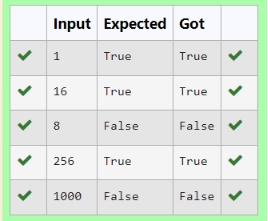 Input Expected Got
1 True True
16 True True
8 False False
256 True True
1000 False False